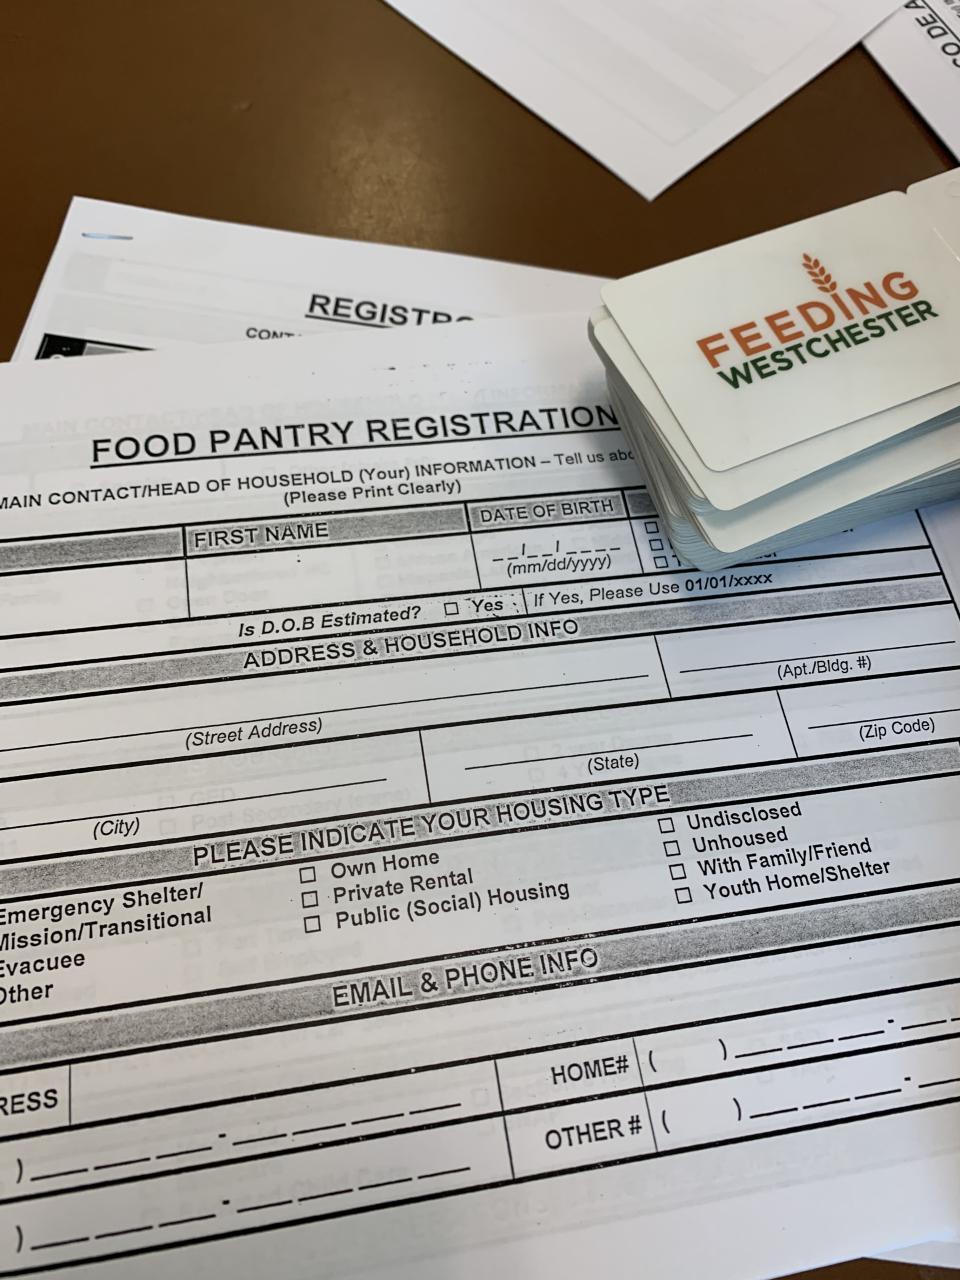 CODE A
REGISTR
CONT
FEEDING
WESTCHESTER
FOOD PANTRY REGISTRATION
MAIN CONTACT/HEAD OF HOUSEHOLD (Your) INFORMATION – Tell us abo
(Please Print Clearly)
FIRST NAME
DATE OF BIRTH
_ _/_ _/_ _ _ _
(mm/dd/yyyy)
Is D.O.B Estimated? ☐ Yes If Yes, Please Use 01/01/xxxx
ADDRESS & HOUSEHOLD INFO
(Street Address)
(Apt./Bldg. #)
(City)
(State)
(Zip Code)
PLEASE INDICATE YOUR HOUSING TYPE
Emergency Shelter/
Mission/Transitional
Evacuee
Other
☐ Own Home
☐ Private Rental
☐ Public (Social) Housing
☐ Undisclosed
☐ Unhoused
☐ With Family/Friend
☐ Youth Home/Shelter
EMAIL & PHONE INFO
RESS
HOME# ( ) _ _ _ - _
) _ _ _ - _ _ _ _
OTHER # ( ) _ _ _ - _
) _ _ _ - _ _ _ _